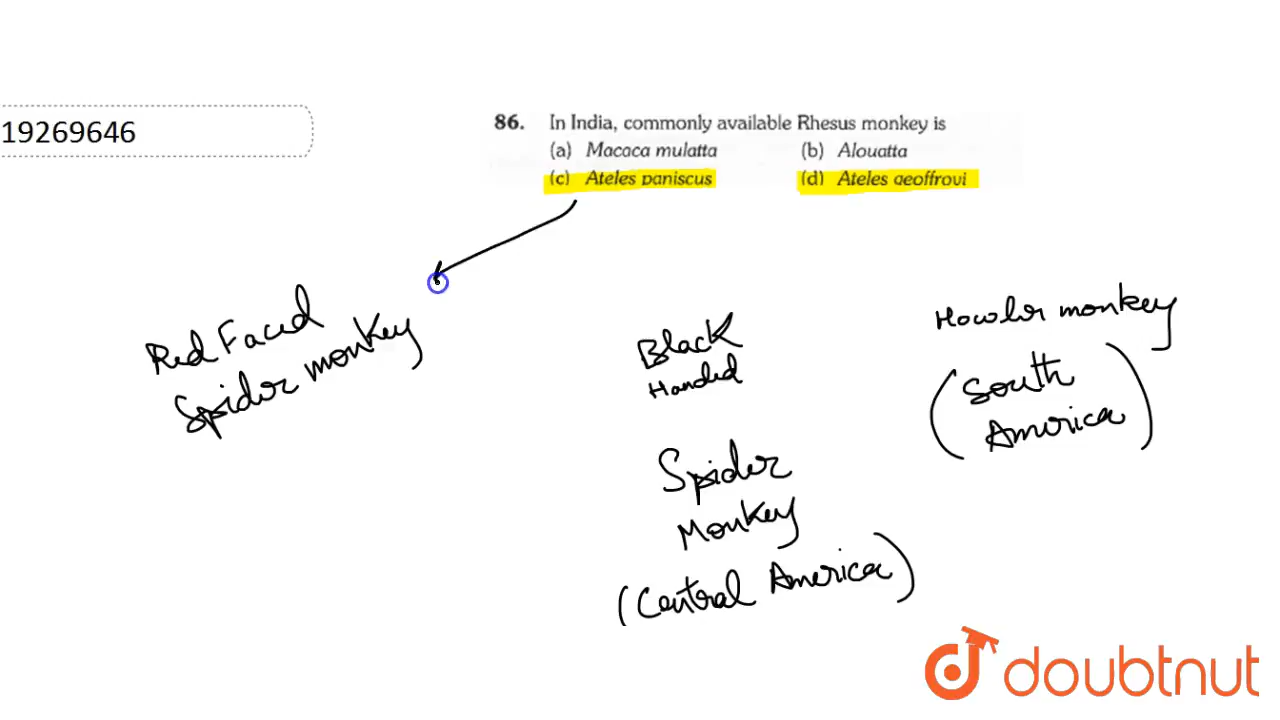 19269646
86. In India, commonly available Rhesus monkey is
(a) Macaca mulatta (b) Alouatta
(c) Ateles paniscus (d) Ateles geoffroyi
Red Faced
Spider monkey
Black
Handed
Spider
Monkey
(Central America)
Howler monkey
(South
America)
doubtnut